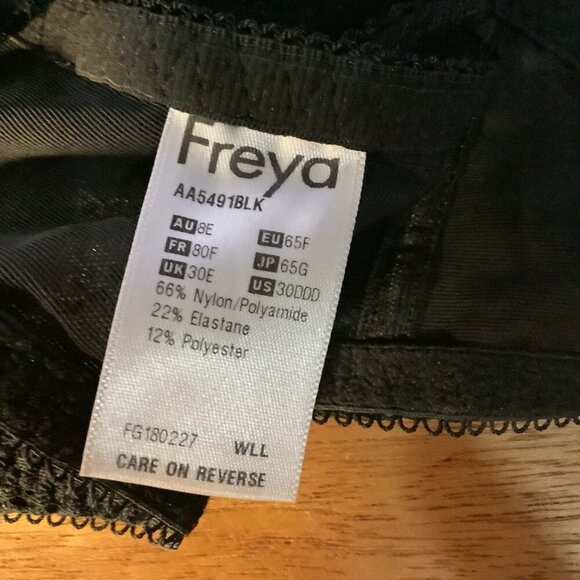 Freya
AA5491BLK
AU 8E EU 65F
FR 80F JP 65G
UK 30E US 30DDD
66% Nylon/Polyamide
22% Elastane
12% Polyester
FG180227 WLL
CARE ON REVERSE